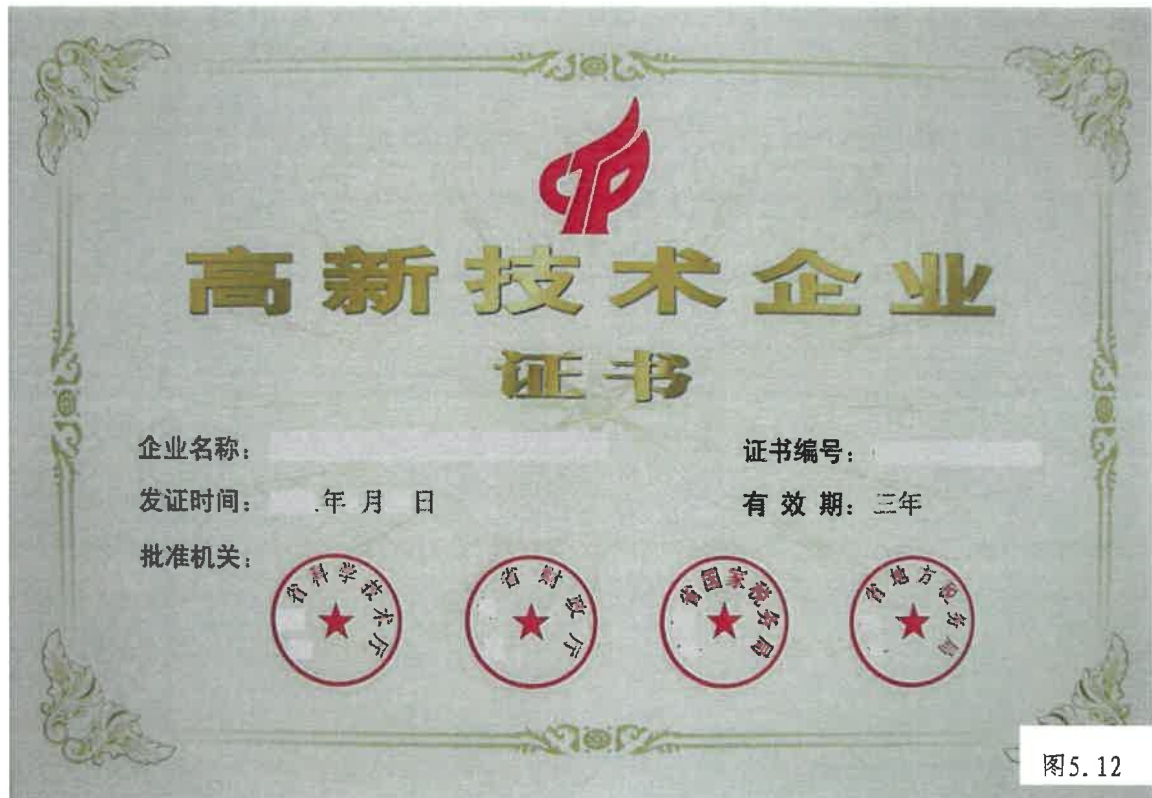 CTP
高新技术企业
证书
企业名称:
证书编号:
发证时间: 年 月 日
有效期: 三年
批准机关:
省科学技术厅
省财政厅
省国家税务局
省地方税务局
图5.12